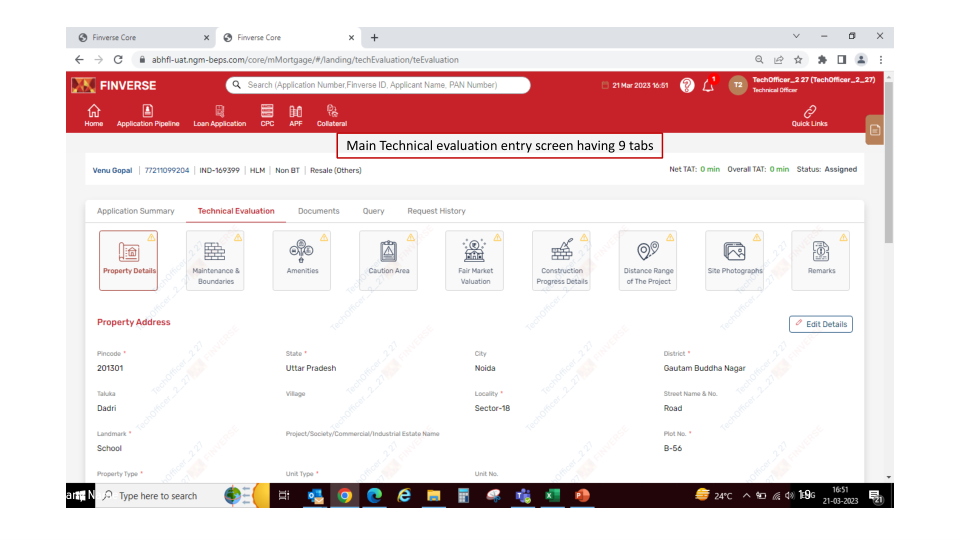 Finverse Core × Finverse Core × +
abhfl-uat.ngm-beps.com/core/mMortgage/#/landing/techEvaluation/teEvaluation
FINVERSE
Search (Application Number,Finverse ID, Applicant Name, PAN Number)
21 Mar 2023 16:51
1
T2
TechOfficer_2 27 (TechOfficer_2_27)
Technical Officer
Home Application Pipeline Loan Application CPC APF Collateral Quick Links
Main Technical evaluation entry screen having 9 tabs
Venu Gopal | 77211099204 | IND-169399 | HLM | Non BT | Resale (Others) Net TAT: 0 min Overall TAT: 0 min Status: Assigned
Application Summary Technical Evaluation Documents Query Request History
Property Details
Maintenance & Boundaries
Amenities
Caution Area
Fair Market Valuation
Construction Progress Details
Distance Range of The Project
Site Photographs
Remarks
Property Address
Edit Details
Pincode * State * City District *
201301 Uttar Pradesh Noida Gautam Buddha Nagar
Taluka Village Locality * Street Name & No.
Dadri Sector-18 Road
Landmark * Project/Society/Commercial/Industrial Estate Name Plot No. *
School B-56
Property Type * Unit Type * Unit No.
Type here to search
24°C
16:51
21-03-2023
21